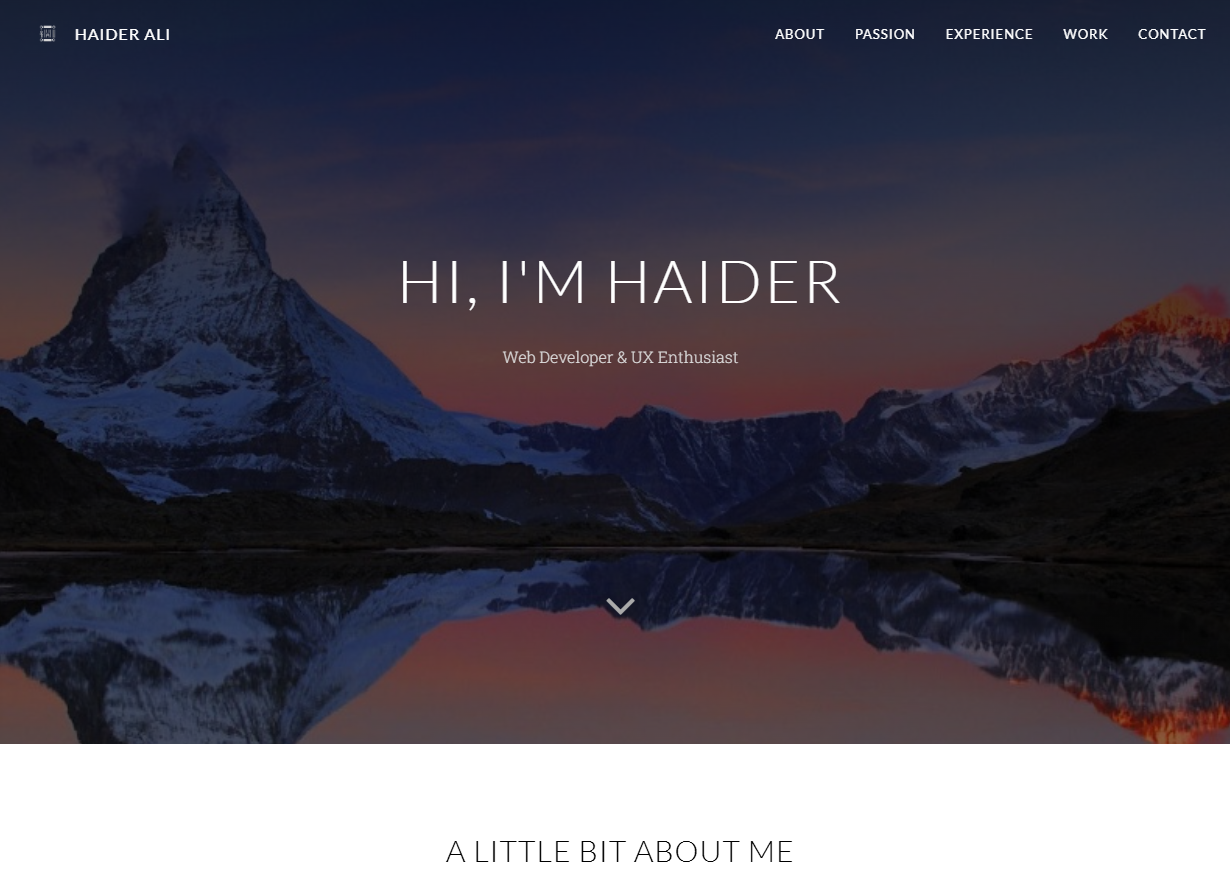 HAIDER ALI
ABOUT PASSION EXPERIENCE WORK CONTACT
HI, I'M HAIDER
Web Developer & UX Enthusiast
A LITTLE BIT ABOUT ME